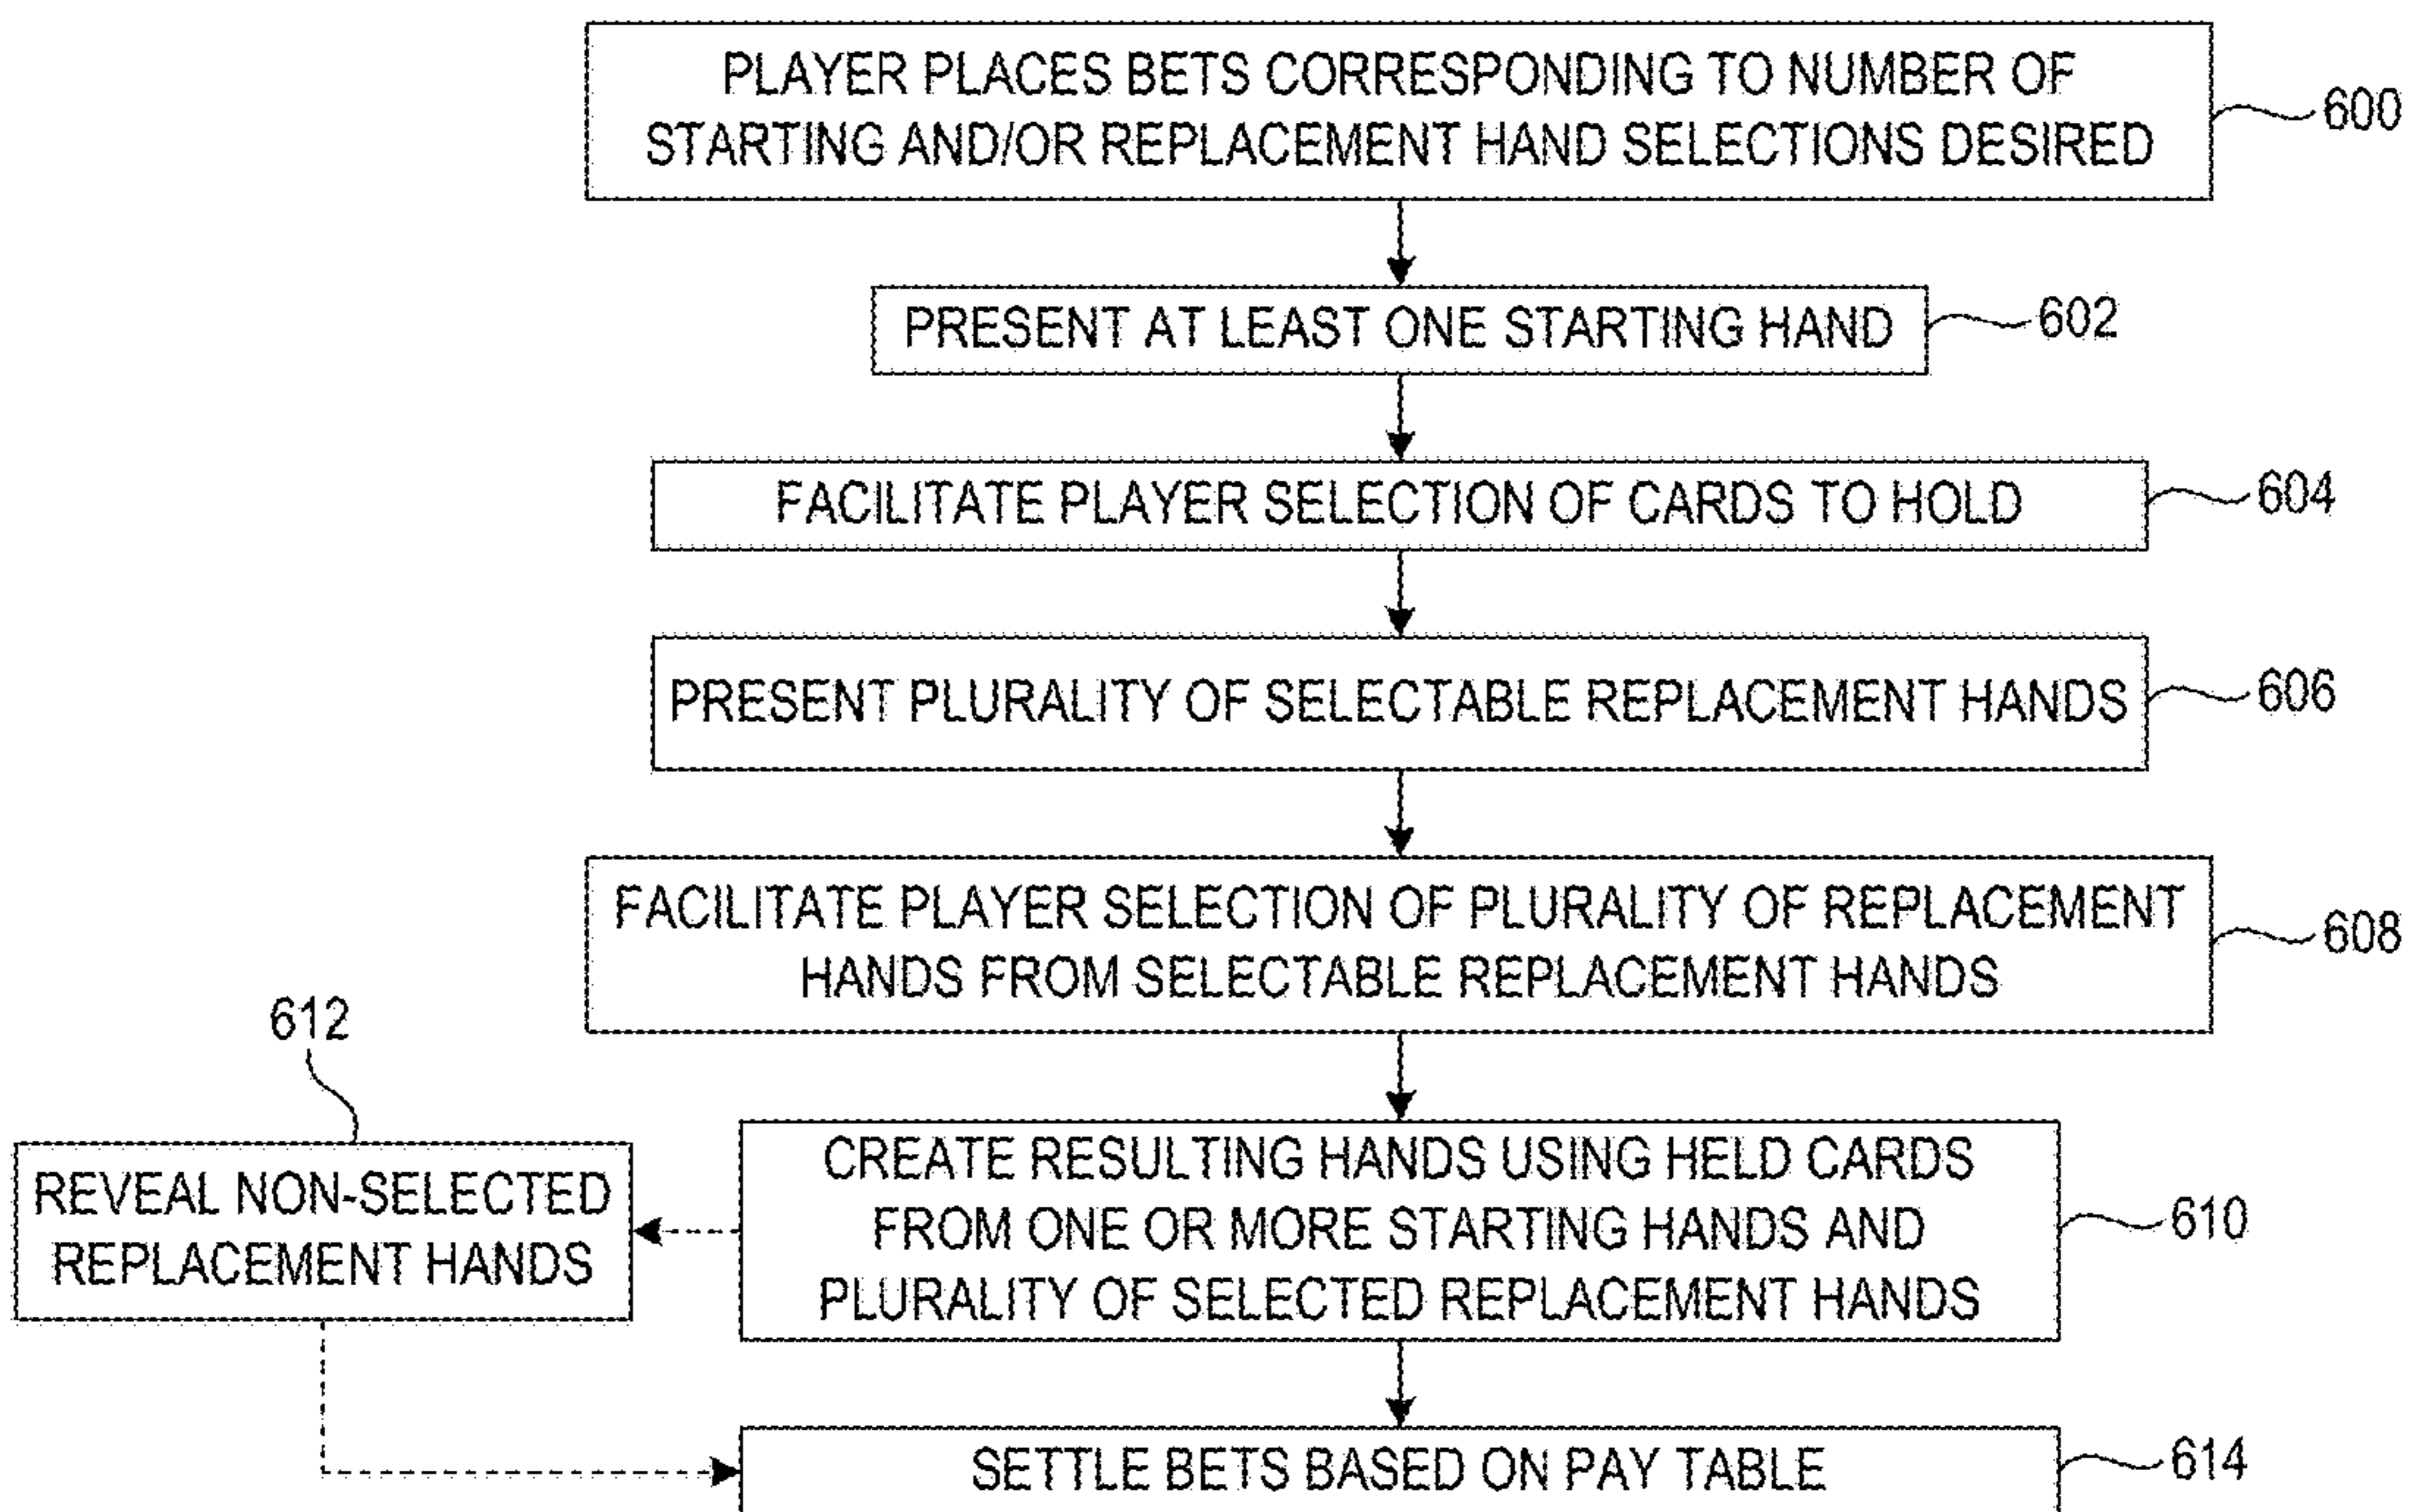 PLAYER PLACES BETS CORRESPONDING TO NUMBER OF
STARTING AND/OR REPLACEMENT HAND SELECTIONS DESIRED
600
PRESENT AT LEAST ONE STARTING HAND
602
FACILITATE PLAYER SELECTION OF CARDS TO HOLD
604
PRESENT PLURALITY OF SELECTABLE REPLACEMENT HANDS
606
FACILITATE PLAYER SELECTION OF PLURALITY OF REPLACEMENT
HANDS FROM SELECTABLE REPLACEMENT HANDS
608
612
REVEAL NON-SELECTED
REPLACEMENT HANDS
CREATE RESULTING HANDS USING HELD CARDS
FROM ONE OR MORE STARTING HANDS AND
PLURALITY OF SELECTED REPLACEMENT HANDS
610
SETTLE BETS BASED ON PAY TABLE
614